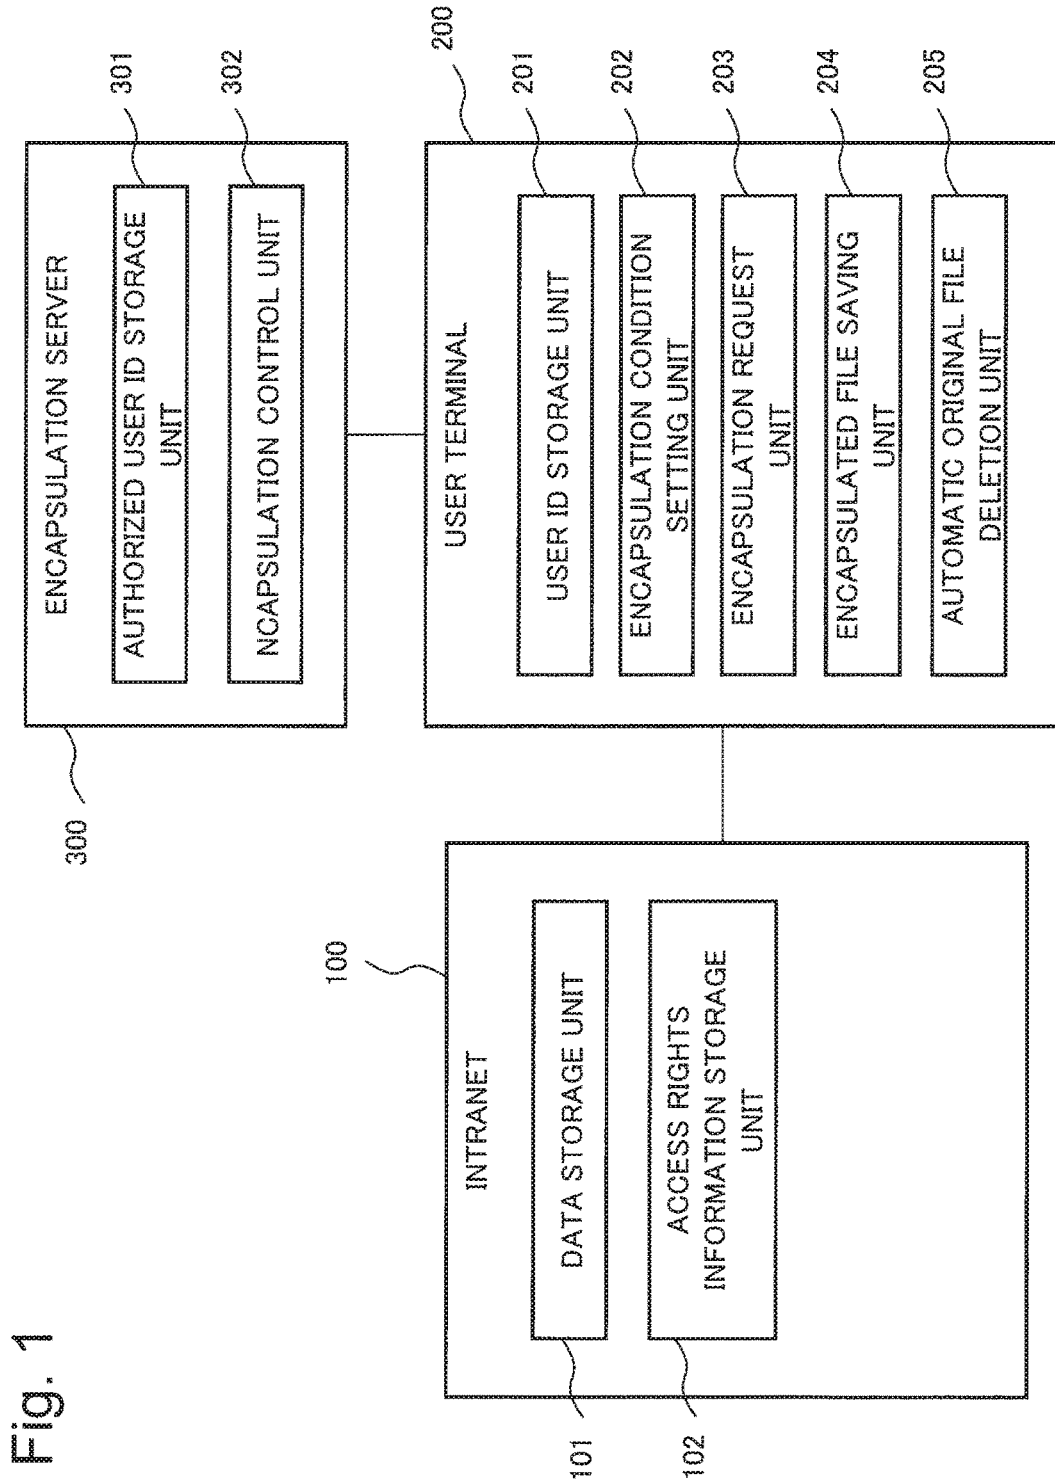 Fig. 1
INTRANET
100
DATA STORAGE UNIT
101
ACCESS RIGHTS
INFORMATION STORAGE
UNIT
102
ENCAPSULATION SERVER
300
AUTHORIZED USER ID STORAGE
UNIT
301
NCAPSULATION CONTROL UNIT
302
USER TERMINAL
200
USER ID STORAGE UNIT
201
ENCAPSULATION CONDITION
SETTING UNIT
202
ENCAPSULATION REQUEST
UNIT
203
ENCAPSULATED FILE SAVING
UNIT
204
AUTOMATIC ORIGINAL FILE
DELETION UNIT
205